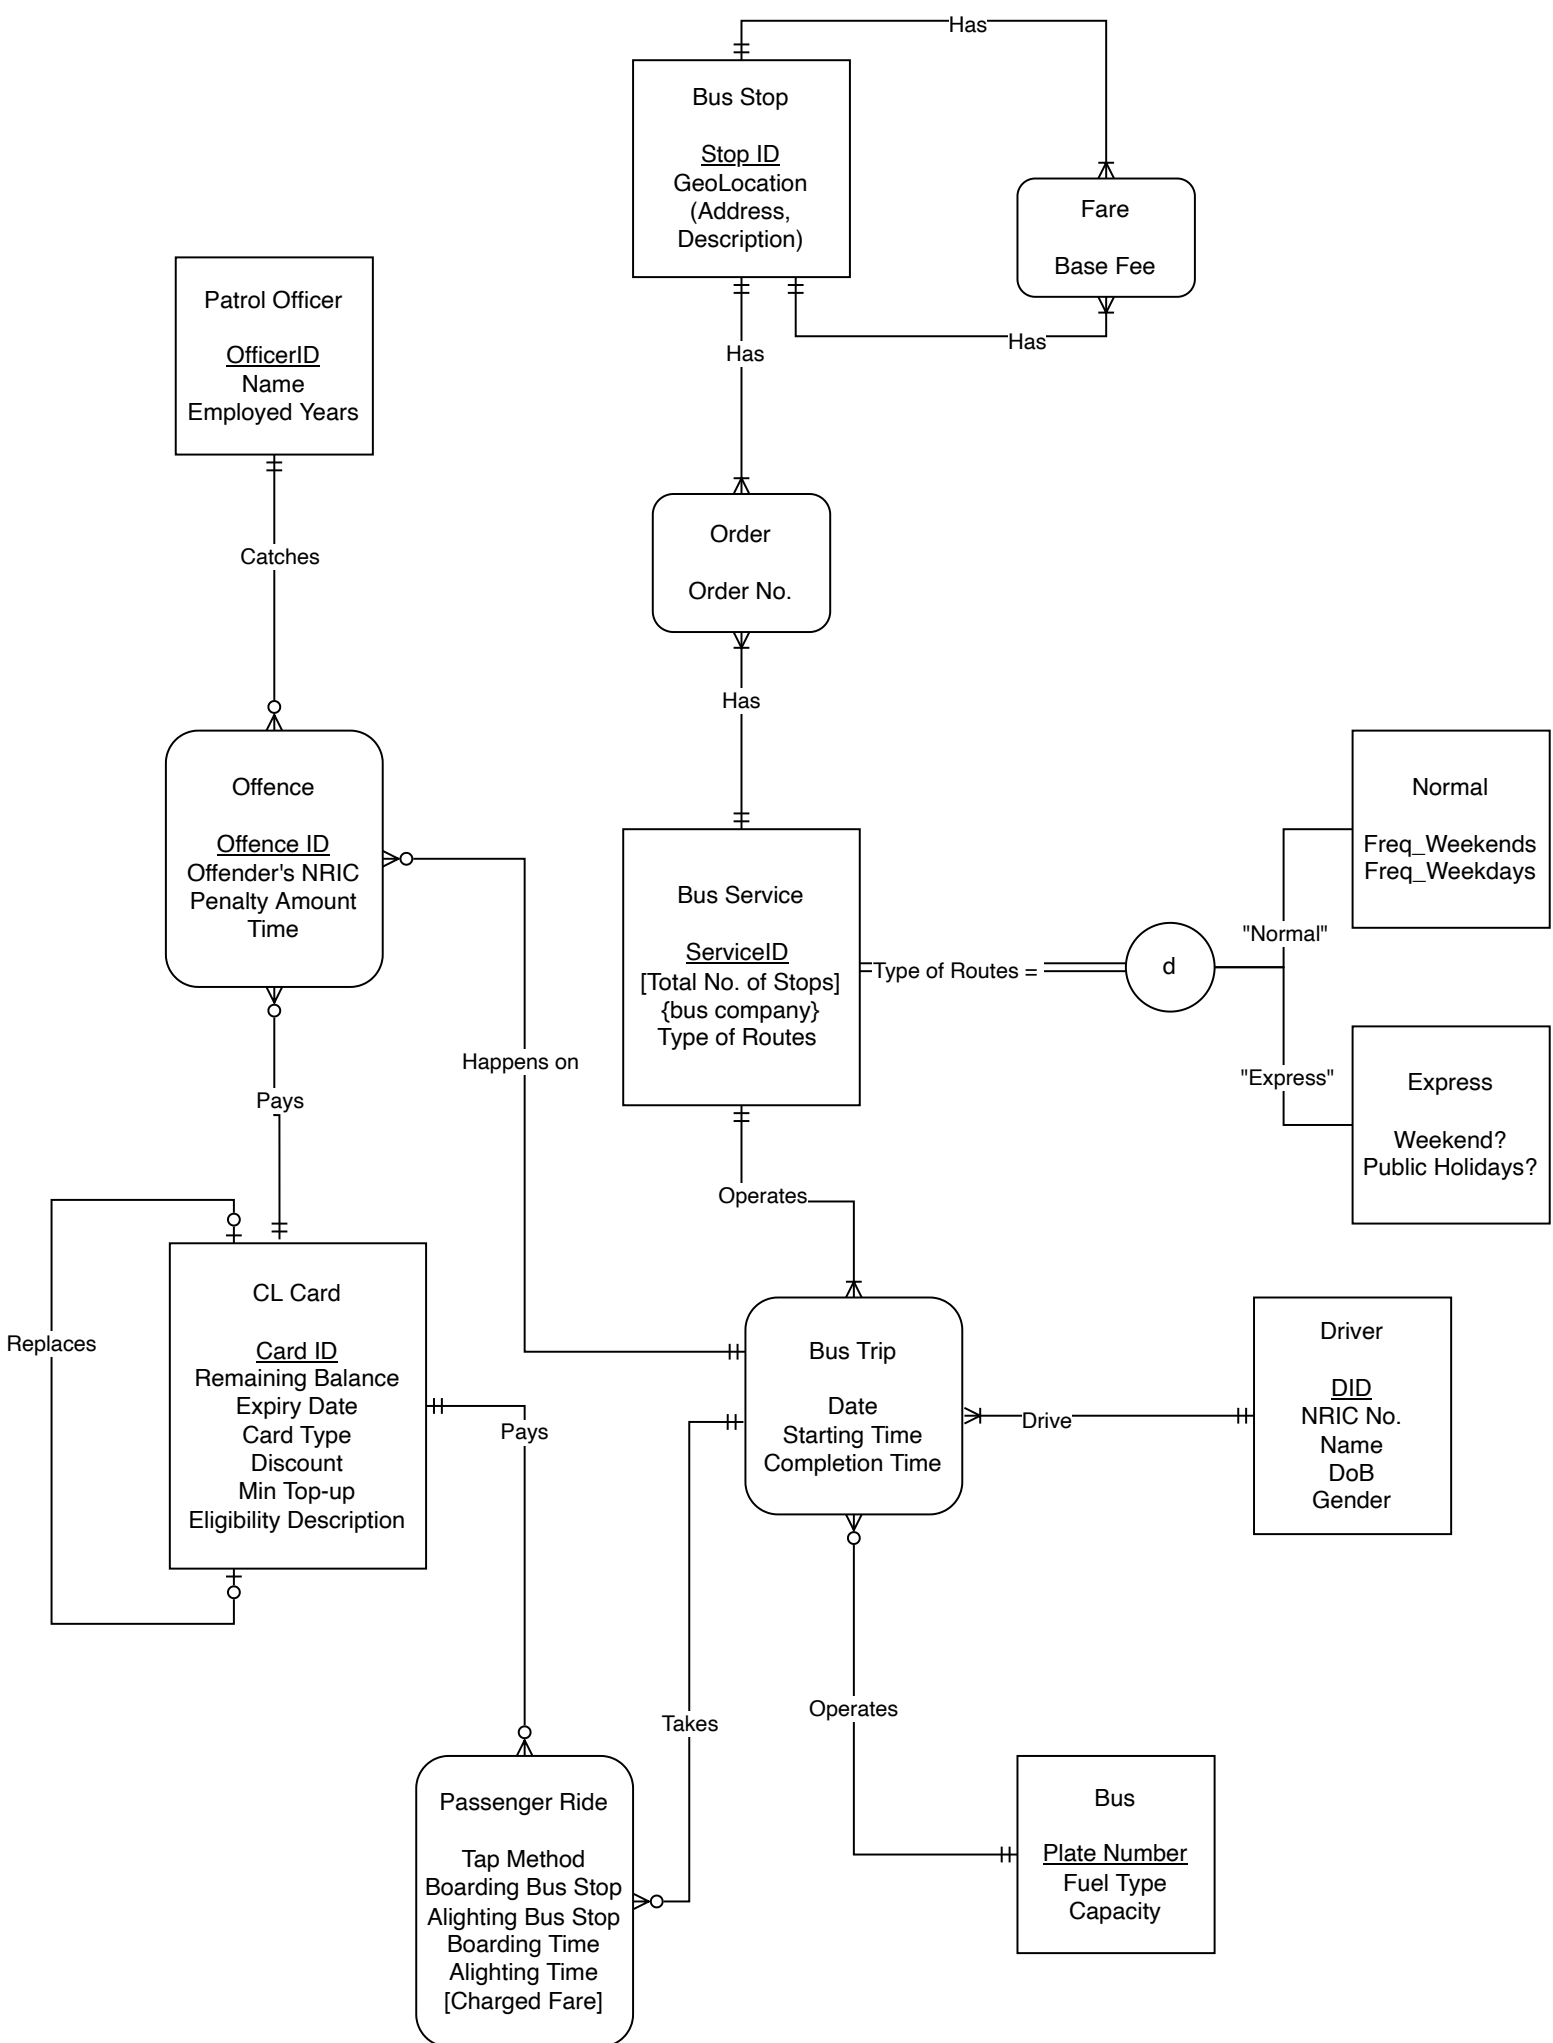 Has
Bus Stop
Stop ID
GeoLocation
(Address,
Description)
Fare
Base Fee
Has
Has
Patrol Officer
OfficerID
Name
Employed Years
Catches
Order
Order No.
Has
Offence
Offence ID
Offender's NRIC
Penalty Amount
Time
Bus Service
ServiceID
[Total No. of Stops]
{bus company}
Type of Routes
Type of Routes =
d
"Normal"
Normal
Freq_Weekends
Freq_Weekdays
"Express"
Express
Weekend?
Public Holidays?
Happens on
Pays
Operates
Replaces
CL Card
Card ID
Remaining Balance
Expiry Date
Card Type
Discount
Min Top-up
Eligibility Description
Pays
Bus Trip
Date
Starting Time
Completion Time
Drive
Driver
DID
NRIC No.
Name
DoB
Gender
Takes
Operates
Passenger Ride
Tap Method
Boarding Bus Stop
Alighting Bus Stop
Boarding Time
Alighting Time
[Charged Fare]
Bus
Plate Number
Fuel Type
Capacity